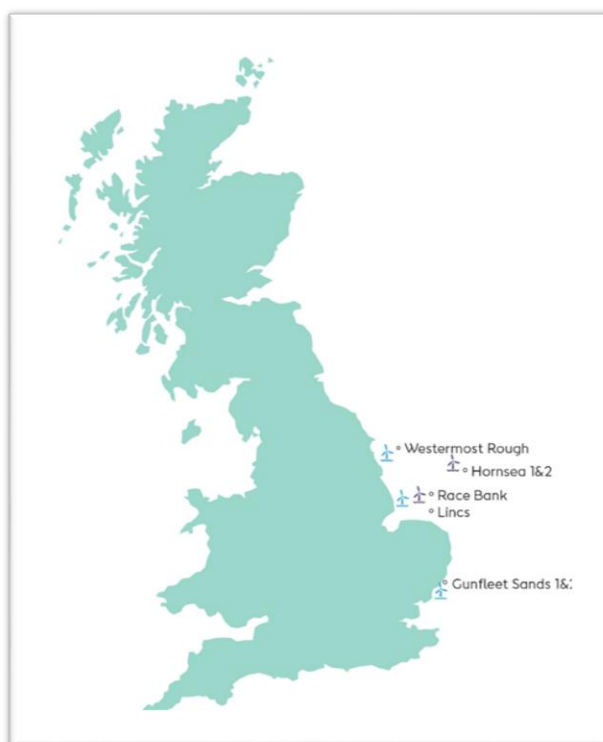 Westermost Rough
Hornsea 1&2
Race Bank
Lincs
Gunfleet Sands 1&